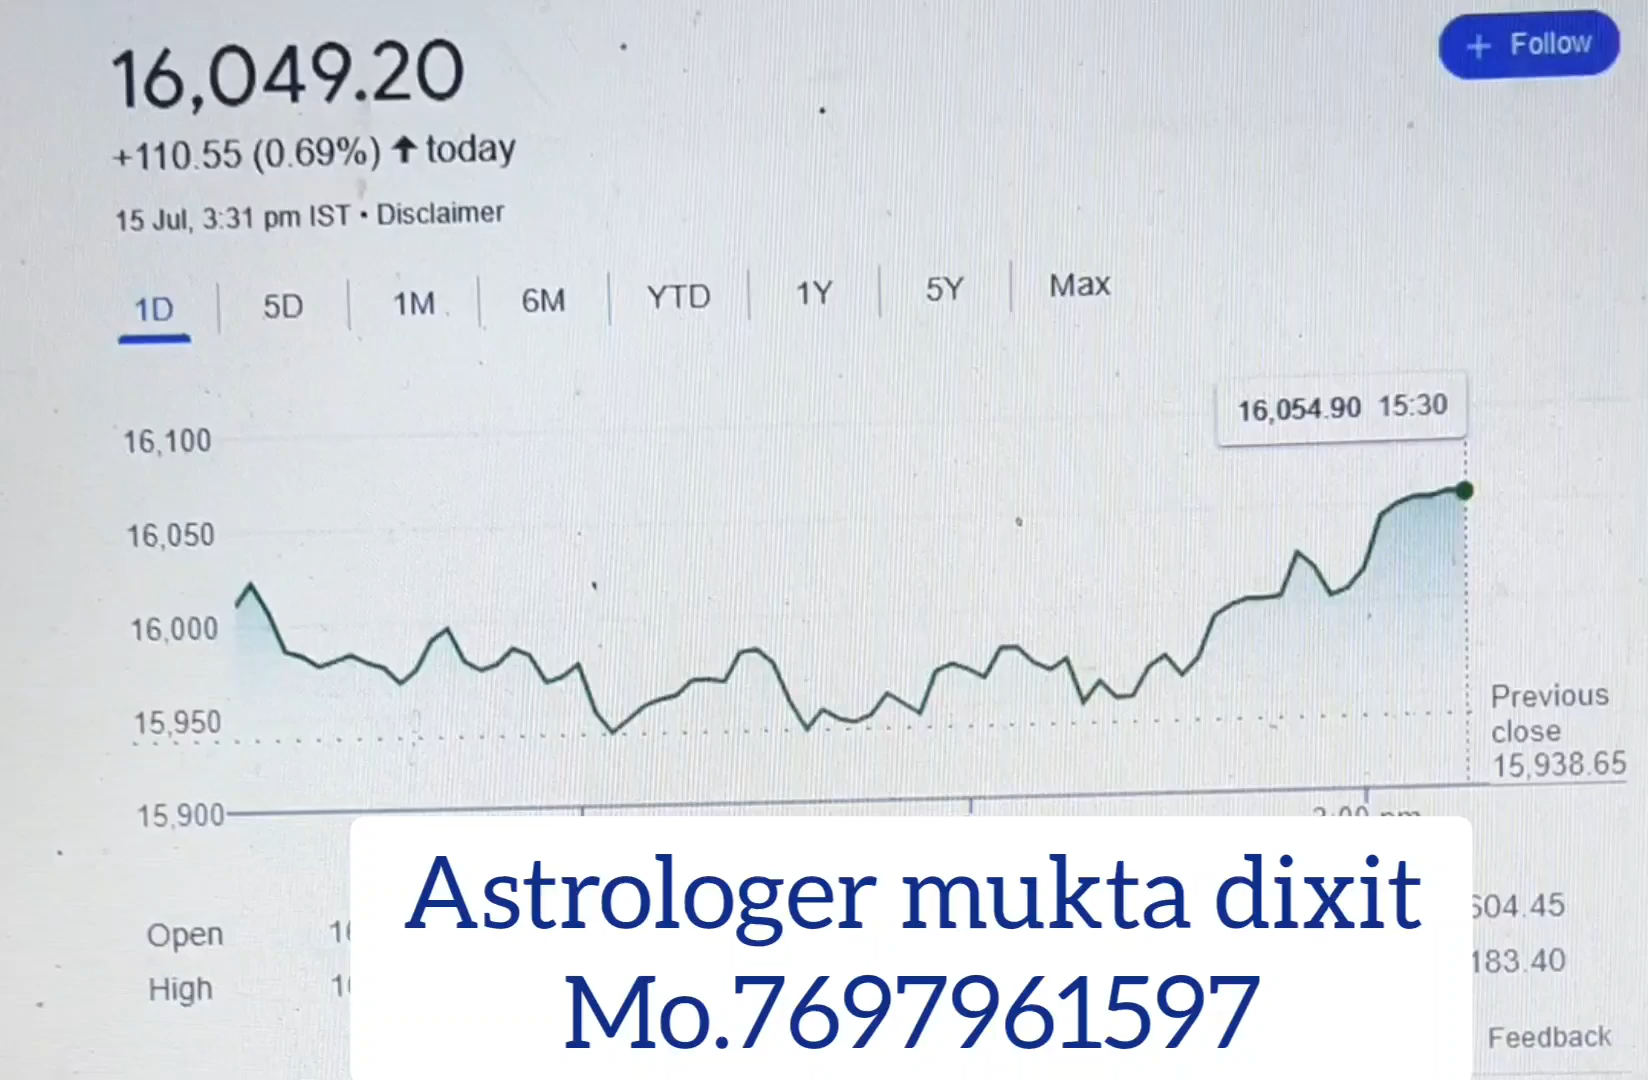 16,049.20
+ Follow
+110.55 (0.69%) ↑ today
15 Jul, 3:31 pm IST • Disclaimer
1D 5D 1M 6M YTD 1Y 5Y Max
16,054.90 15:30
16,100
16,050
16,000
15,950
15,900
Previous
close
15,938.65
Open
High
Astrologer mukta dixit
Mo.7697961597
Feedback